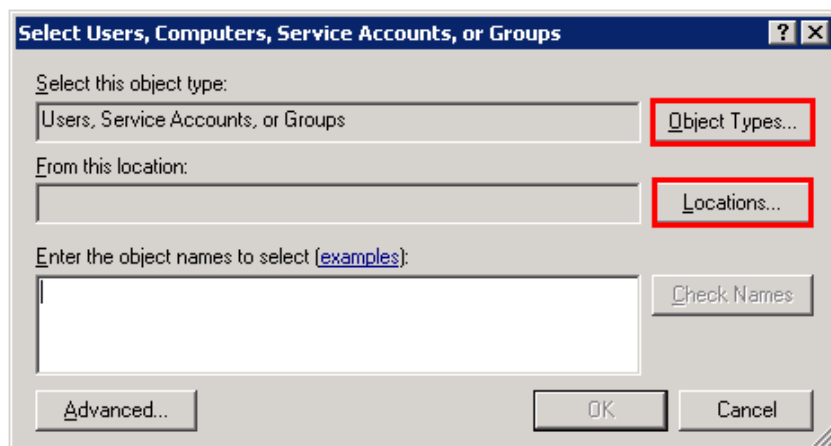 Select Users, Computers, Service Accounts, or Groups
Select this object type:
Users, Service Accounts, or Groups
Object Types...
From this location:
Locations...
Enter the object names to select (examples):
Check Names
Advanced...
OK
Cancel